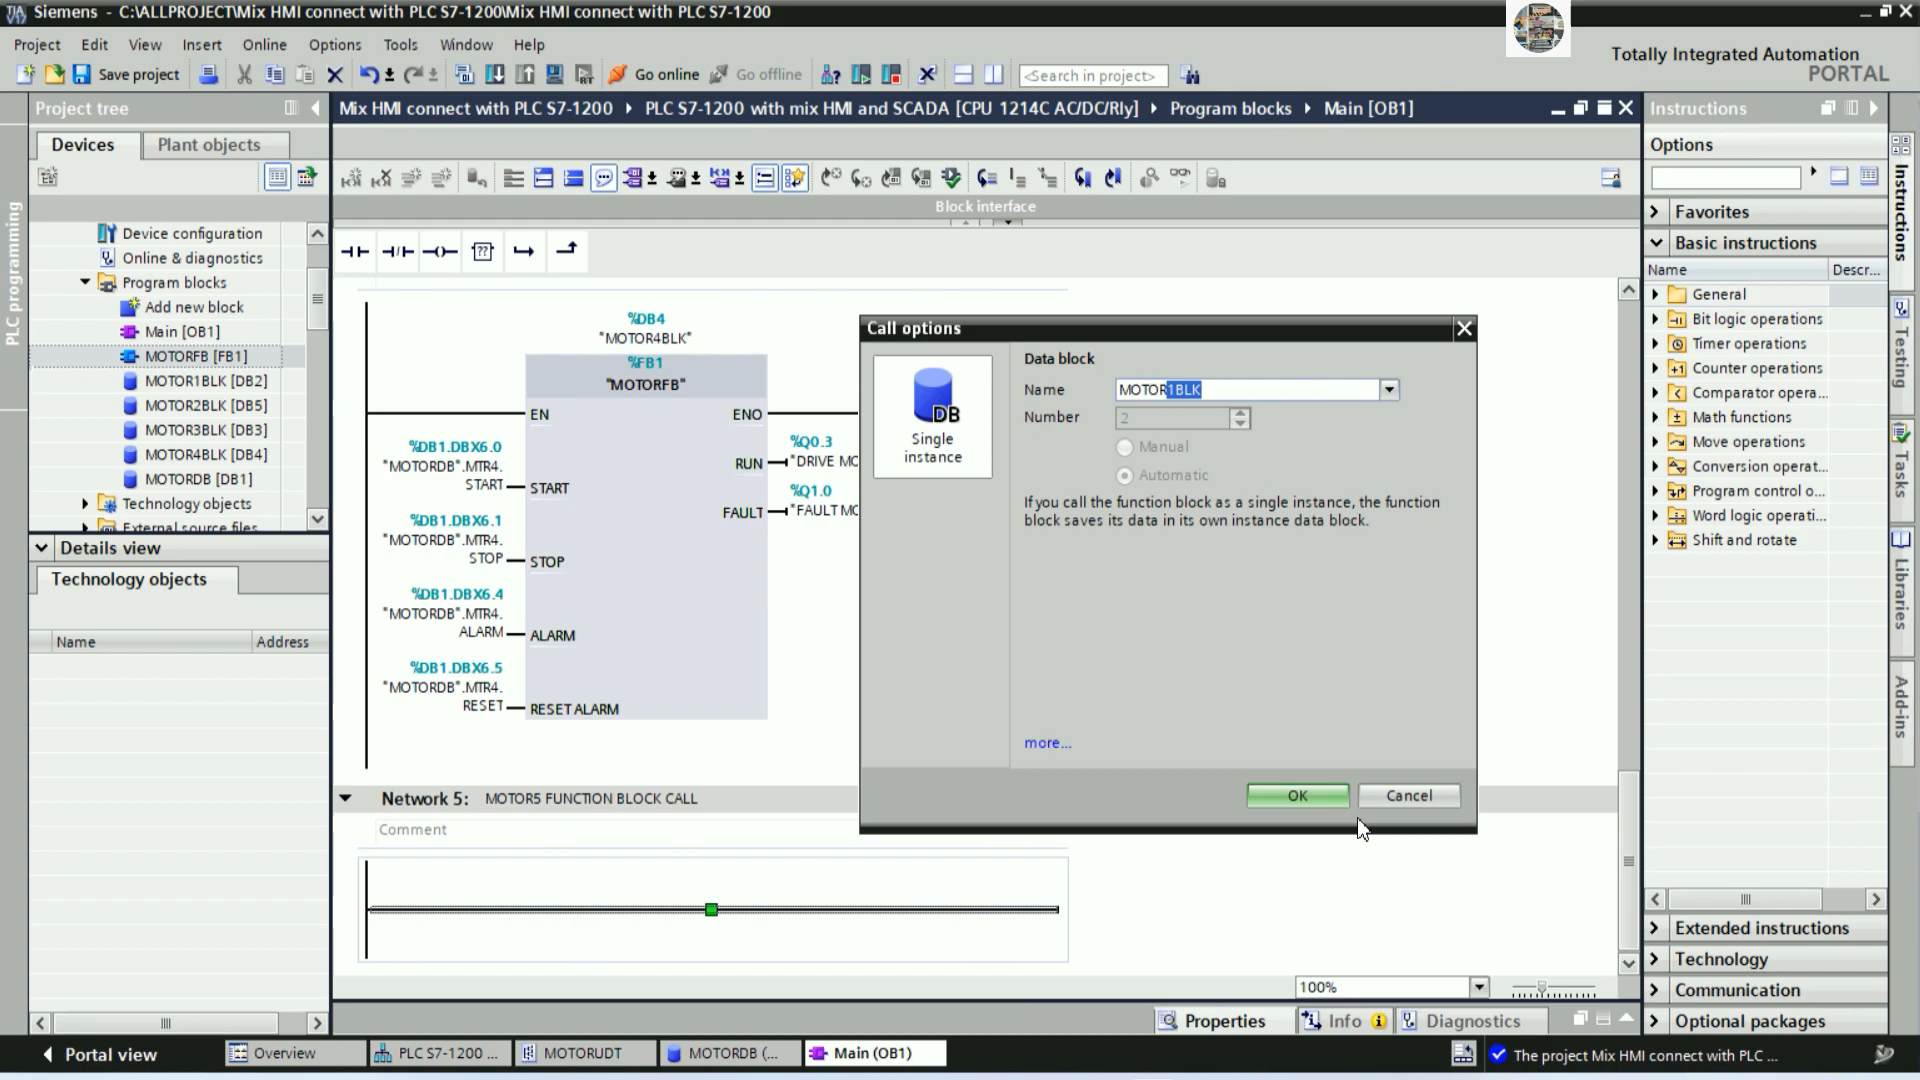 Siemens - C:\ALLPROJECT\Mix HMI connect with PLC S7-1200\Mix HMI connect with PLC S7-1200
Project Edit View Insert Online Options Tools Window Help
Totally Integrated Automation
PORTAL
Save project
Go online
Go offline
<Search in project>
Project tree
Mix HMI connect with PLC S7-1200 PLC S7-1200 with mix HMI and SCADA [CPU 1214C AC/DC/Rly] Program blocks Main [OB1]
Instructions
Devices
Plant objects
Options
Block interface
PLC programming
Device configuration
Online & diagnostics
Program blocks
Add new block
Main [OB1]
MOTORFB [FB1]
MOTOR1BLK [DB2]
MOTOR2BLK [DB5]
MOTOR3BLK [DB3]
MOTOR4BLK [DB4]
MOTORDB [DB1]
Technology objects
External source files
Details view
Technology objects
Name Address
%DB4
"MOTOR4BLK"
%FB1
"MOTORFB"
EN ENO
%DB1.DBX6.0
"MOTORDB".MTR4.
START START
%DB1.DBX6.1
"MOTORDB".MTR4.
STOP STOP
%DB1.DBX6.4
"MOTORDB".MTR4.
ALARM ALARM
%DB1.DBX6.5
"MOTORDB".MTR4.
RESET RESET ALARM
%Q0.3
RUN "DRIVE MO
%Q1.0
FAULT "FAULT MO
Network 5: MOTOR5 FUNCTION BLOCK CALL
Comment
Call options
DB
Single
instance
Data block
Name MOTOR1BLK
Number 2
Manual
Automatic
If you call the function block as a single instance, the function
block saves its data in its own instance data block.
more...
OK Cancel
100%
Properties Info Diagnostics
Favorites
Basic instructions
Name Descr...
General
Bit logic operations
Timer operations
Counter operations
Comparator opera...
Math functions
Move operations
Conversion operat...
Program control o...
Word logic operati...
Shift and rotate
Extended instructions
Technology
Communication
Optional packages
Instructions
Testing
Tasks
Libraries
Add-ins
Portal view
Overview
PLC S7-1200 ...
MOTORUDT
MOTORDB (...
Main (OB1)
The project Mix HMI connect with PLC ...